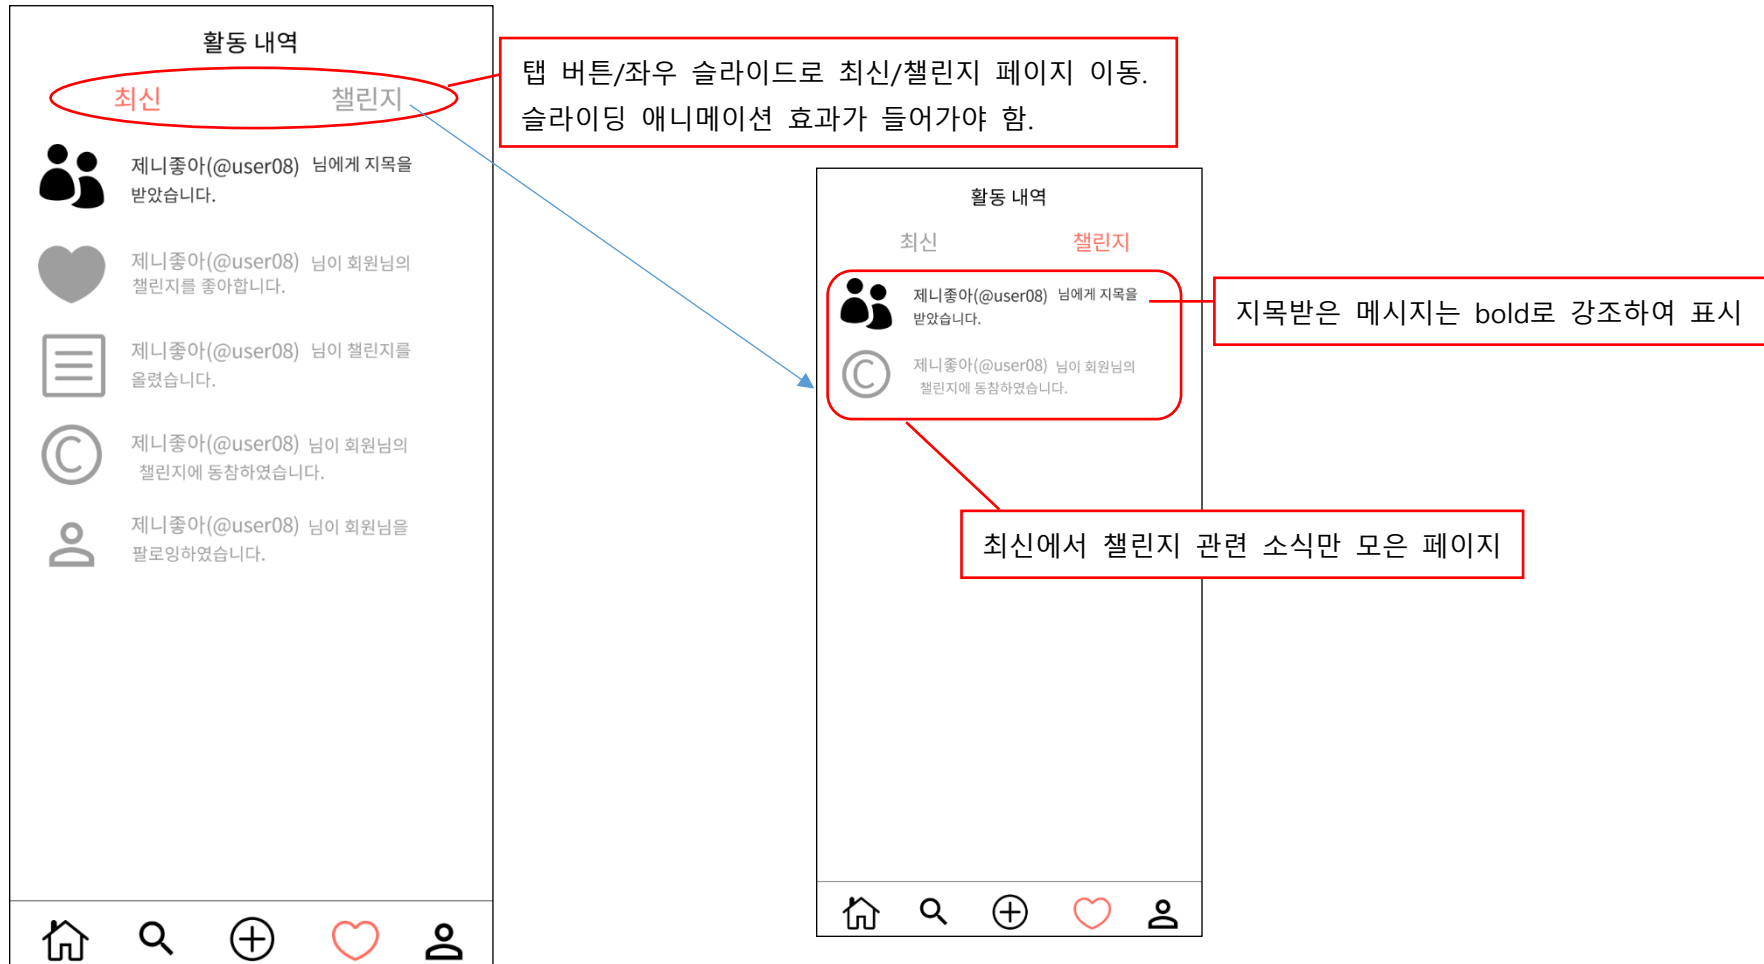 활동 내역
최신 챌린지
제니좋아(@user08) 님에게 지목을
받았습니다.
제니좋아(@user08) 님이 회원님의
챌린지를 좋아합니다.
제니좋아(@user08) 님이 챌린지를
올렸습니다.
제니좋아(@user08) 님이 회원님의
챌린지에 동참하였습니다.
제니좋아(@user08) 님이 회원님을
팔로잉하였습니다.
탭 버튼/좌우 슬라이드로 최신/챌린지 페이지 이동.
슬라이딩 애니메이션 효과가 들어가야 함.
활동 내역
최신 챌린지
제니좋아(@user08) 님에게 지목을
받았습니다.
제니좋아(@user08) 님이 회원님의
챌린지에 동참하였습니다.
지목받은 메시지는 bold로 강조하여 표시
최신에서 챌린지 관련 소식만 모은 페이지